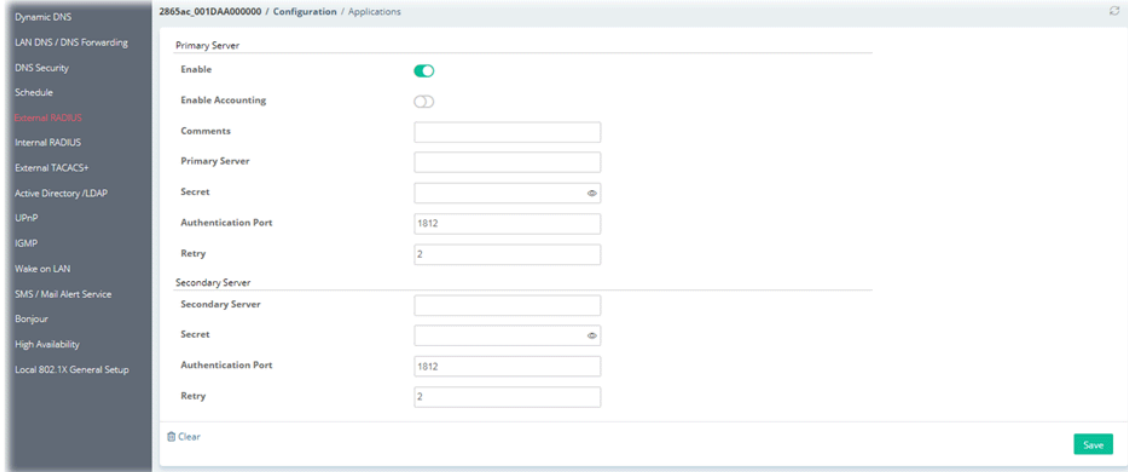 Dynamic DNS
LAN DNS / DNS Forwarding
DNS Security
Schedule
External RADIUS
Internal RADIUS
External TACACS+
Active Directory /LDAP
UPnP
IGMP
Wake on LAN
SMS / Mail Alert Service
Bonjour
High Availability
Local 802.1X General Setup
2865ac_001DAA000000 / Configuration / Applications
Primary Server
Enable
Enable Accounting
Comments
Primary Server
Secret
Authentication Port 1812
Retry 2
Secondary Server
Secondary Server
Secret
Authentication Port 1812
Retry 2
Clear
Save